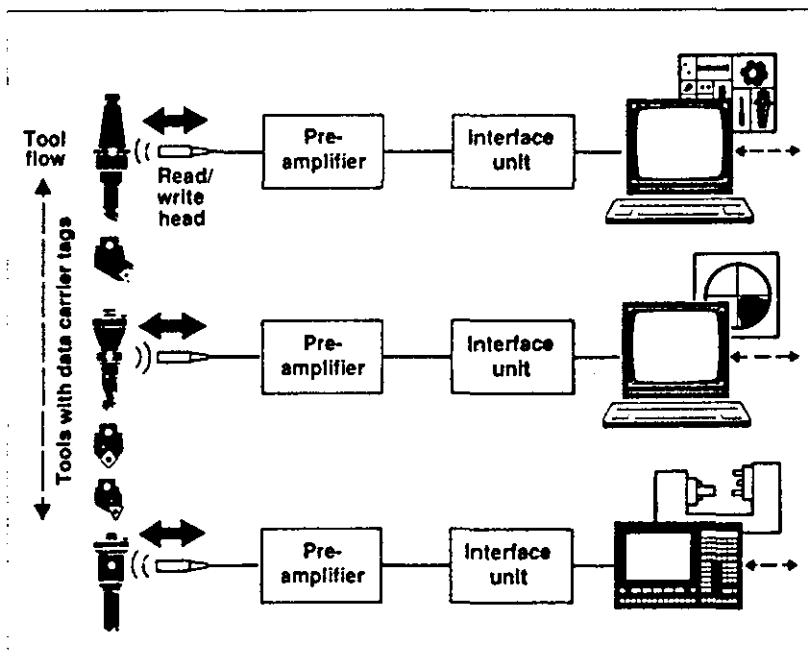 Tool
flow
Tools with data carrier tags
Read/
write
head
Pre-
amplifier
Interface
unit
Pre-
amplifier
Interface
unit
Pre-
amplifier
Interface
unit